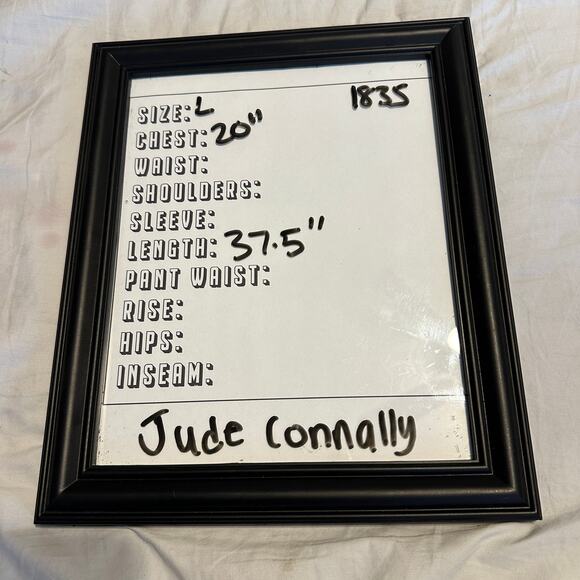 SIZE: L 1835
CHEST: 20"
WAIST:
SHOULDERS:
SLEEVE:
LENGTH: 37.5"
PANT WAIST:
RISE:
HIPS:
INSEAM:
Jude Connally